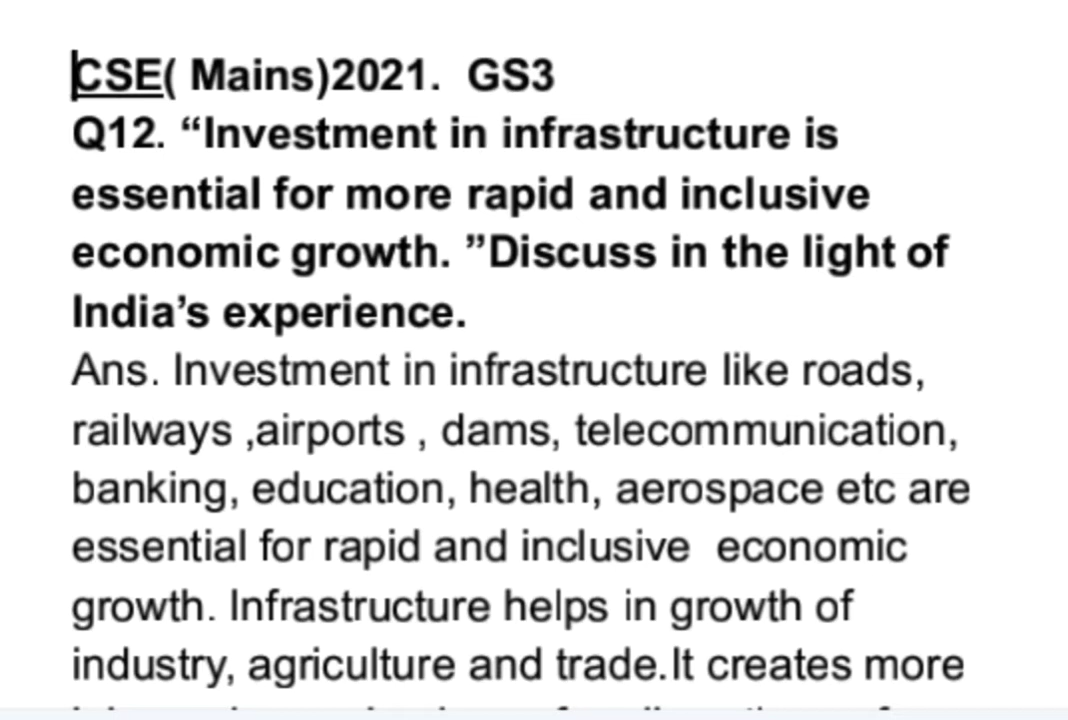 CSE( Mains)2021.  GS3
Q12. “Investment in infrastructure is
essential for more rapid and inclusive
economic growth. ”Discuss in the light of
India’s experience.
Ans. Investment in infrastructure like roads,
railways ,airports , dams, telecommunication,
banking, education, health, aerospace etc are
essential for rapid and inclusive  economic
growth. Infrastructure helps in growth of
industry, agriculture and trade.It creates more